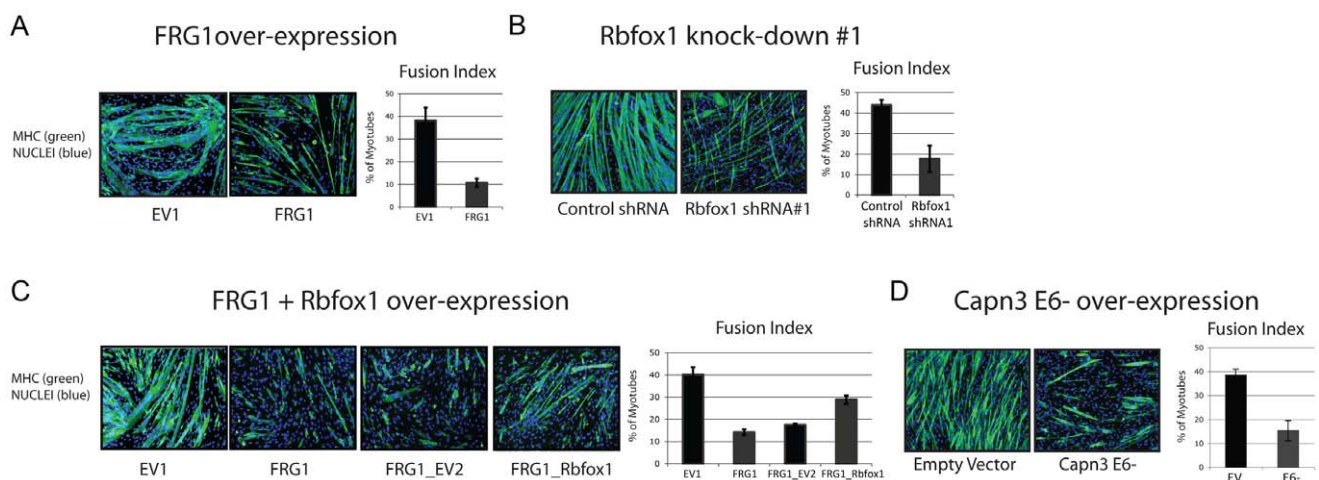 A
FRG1over-expression
Fusion Index
MHC (green)
NUCLEI (blue)
% of Myotubes
50
40
30
20
10
0
EV1
FRG1
EV1
FRG1
B
Rbfox1 knock-down #1
Fusion Index
% of Myotubes
50
40
30
20
10
0
Control shRNA
Rbfox1 shRNA#1
Control
shRNA
Rbfox1
shRNA1
C
FRG1 + Rbfox1 over-expression
Fusion Index
MHC (green)
NUCLEI (blue)
% of Myotubes
50
40
30
20
10
0
EV1
FRG1
FRG1_EV2
FRG1_Rbfox1
EV1
FRG1
FRG1_EV2
FRG1_Rbfox1
D
Capn3 E6- over-expression
Fusion Index
% of Myotubes
50
40
30
20
10
0
Empty Vector
Capn3 E6-
EV
E6-